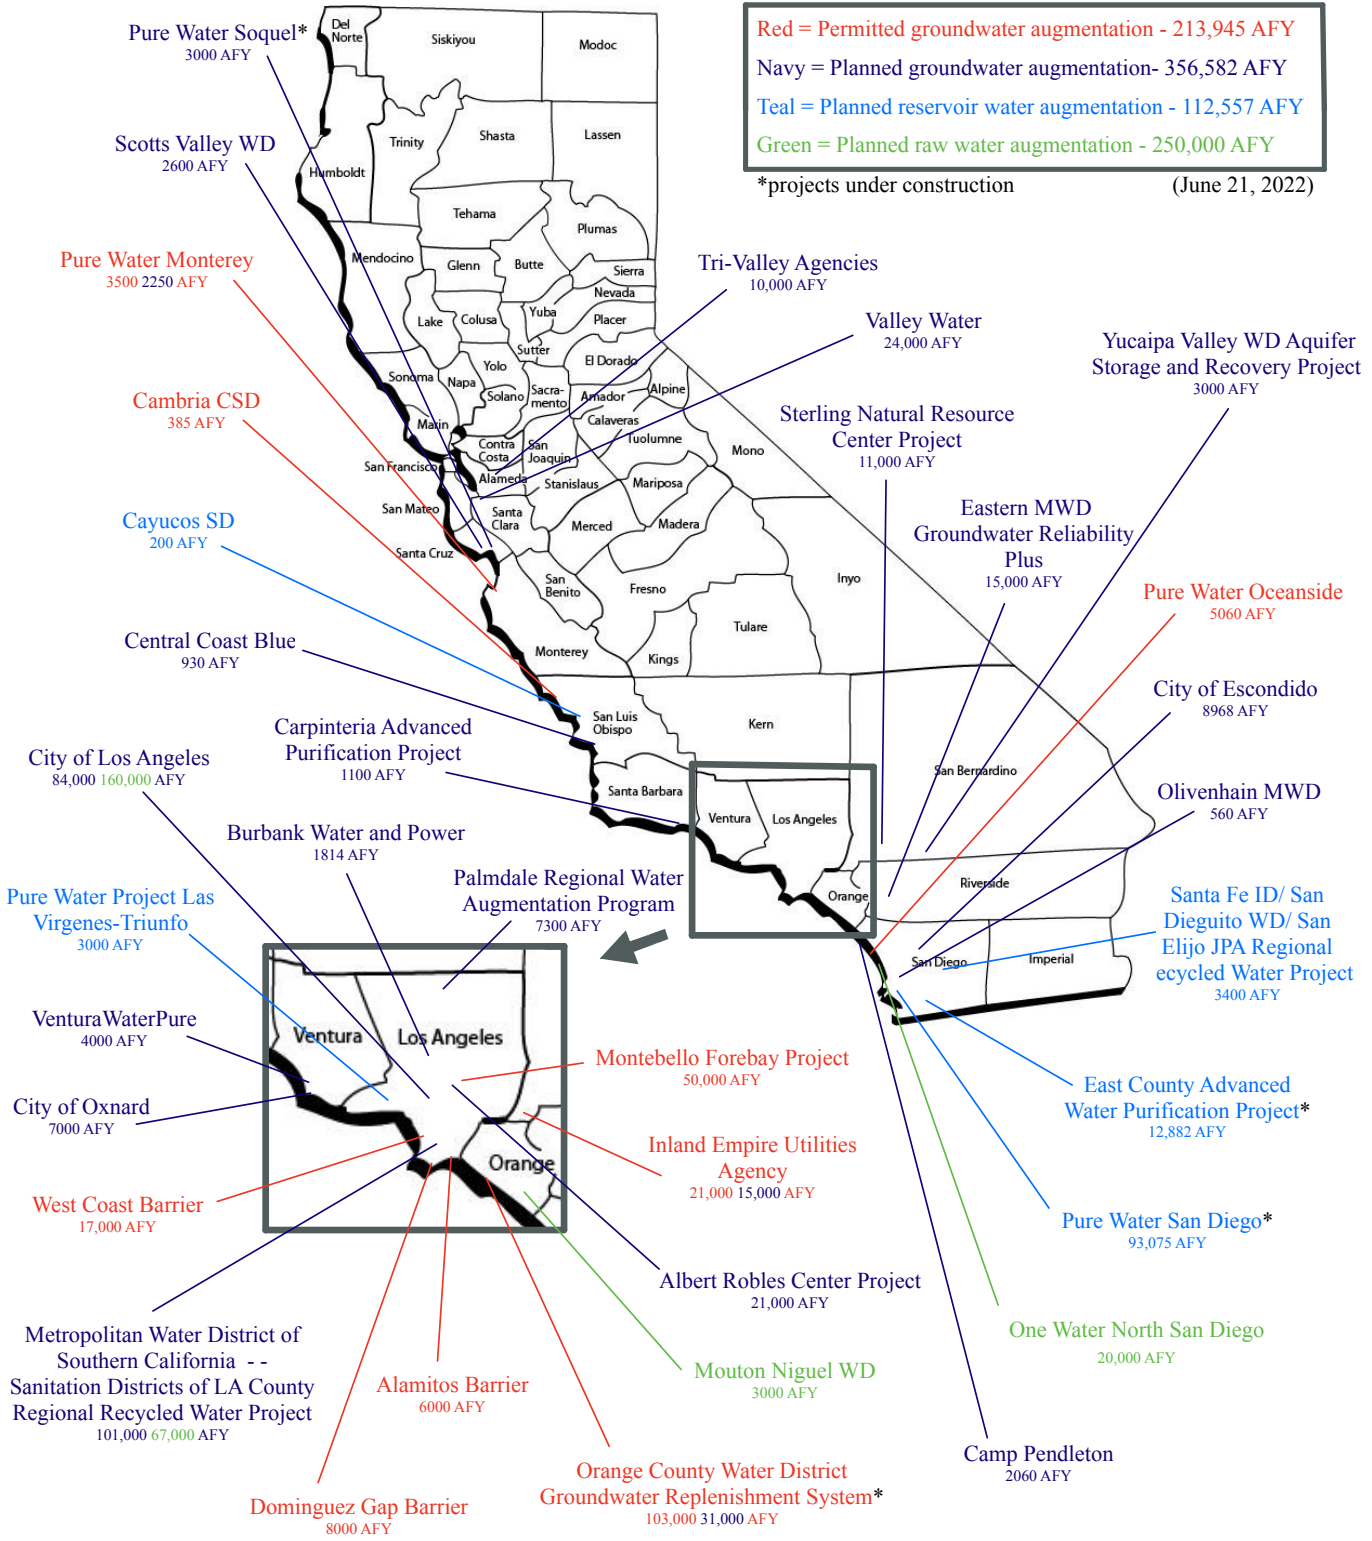 Red = Permitted groundwater augmentation - 213,945 AFY
Navy = Planned groundwater augmentation- 356,582 AFY
Teal = Planned reservoir water augmentation - 112,557 AFY
Green = Planned raw water augmentation - 250,000 AFY
*projects under construction (June 21, 2022)
Pure Water Soquel*
3000 AFY
Scotts Valley WD
2600 AFY
Pure Water Monterey
3500 2250 AFY
Cambria CSD
385 AFY
Cayucos SD
200 AFY
Central Coast Blue
930 AFY
Carpinteria Advanced
Purification Project
1100 AFY
City of Los Angeles
84,000 160,000 AFY
Burbank Water and Power
1814 AFY
Palmdale Regional Water
Augmentation Program
7300 AFY
Pure Water Project Las
Virgenes-Triunfo
3000 AFY
VenturaWaterPure
4000 AFY
City of Oxnard
7000 AFY
West Coast Barrier
17,000 AFY
Metropolitan Water District of
Southern California - -
Sanitation Districts of LA County
Regional Recycled Water Project
101,000 67,000 AFY
Dominguez Gap Barrier
8000 AFY
Alamitos Barrier
6000 AFY
Orange County Water District
Groundwater Replenishment System*
103,000 31,000 AFY
Mouton Niguel WD
3000 AFY
Albert Robles Center Project
21,000 AFY
Inland Empire Utilities
Agency
21,000 15,000 AFY
Montebello Forebay Project
50,000 AFY
Tri-Valley Agencies
10,000 AFY
Valley Water
24,000 AFY
Yucaipa Valley WD Aquifer
Storage and Recovery Project
3000 AFY
Sterling Natural Resource
Center Project
11,000 AFY
Eastern MWD
Groundwater Reliability
Plus
15,000 AFY
Pure Water Oceanside
5060 AFY
City of Escondido
8968 AFY
Olivenhain MWD
560 AFY
Santa Fe ID/ San
Dieguito WD/ San
Elijo JPA Regional
ecycled Water Project
3400 AFY
East County Advanced
Water Purification Project*
12,882 AFY
Pure Water San Diego*
93,075 AFY
One Water North San Diego
20,000 AFY
Camp Pendleton
2060 AFY
Del
Norte
Siskiyou
Modoc
Trinity
Shasta
Lassen
Humboldt
Tehama
Plumas
Mendocino
Glenn
Butte
Sierra
Nevada
Lake
Colusa
Yuba
Placer
Sutter
Yolo
El Dorado
Sonoma
Napa
Solano
Sacra-
mento
Amador
Alpine
Calaveras
Marin
Tuolumne
Contra
Costa
San
Joaquin
Mono
San Francisco
Alameda
Stanislaus
Mariposa
San Mateo
Santa
Clara
Merced
Madera
Santa Cruz
San
Benito
Fresno
Inyo
Monterey
Kings
Tulare
San Luis
Obispo
Kern
San Bernardino
Santa Barbara
Ventura
Los Angeles
Orange
Riverside
San Diego
Imperial
Ventura
Los Angeles
Orange